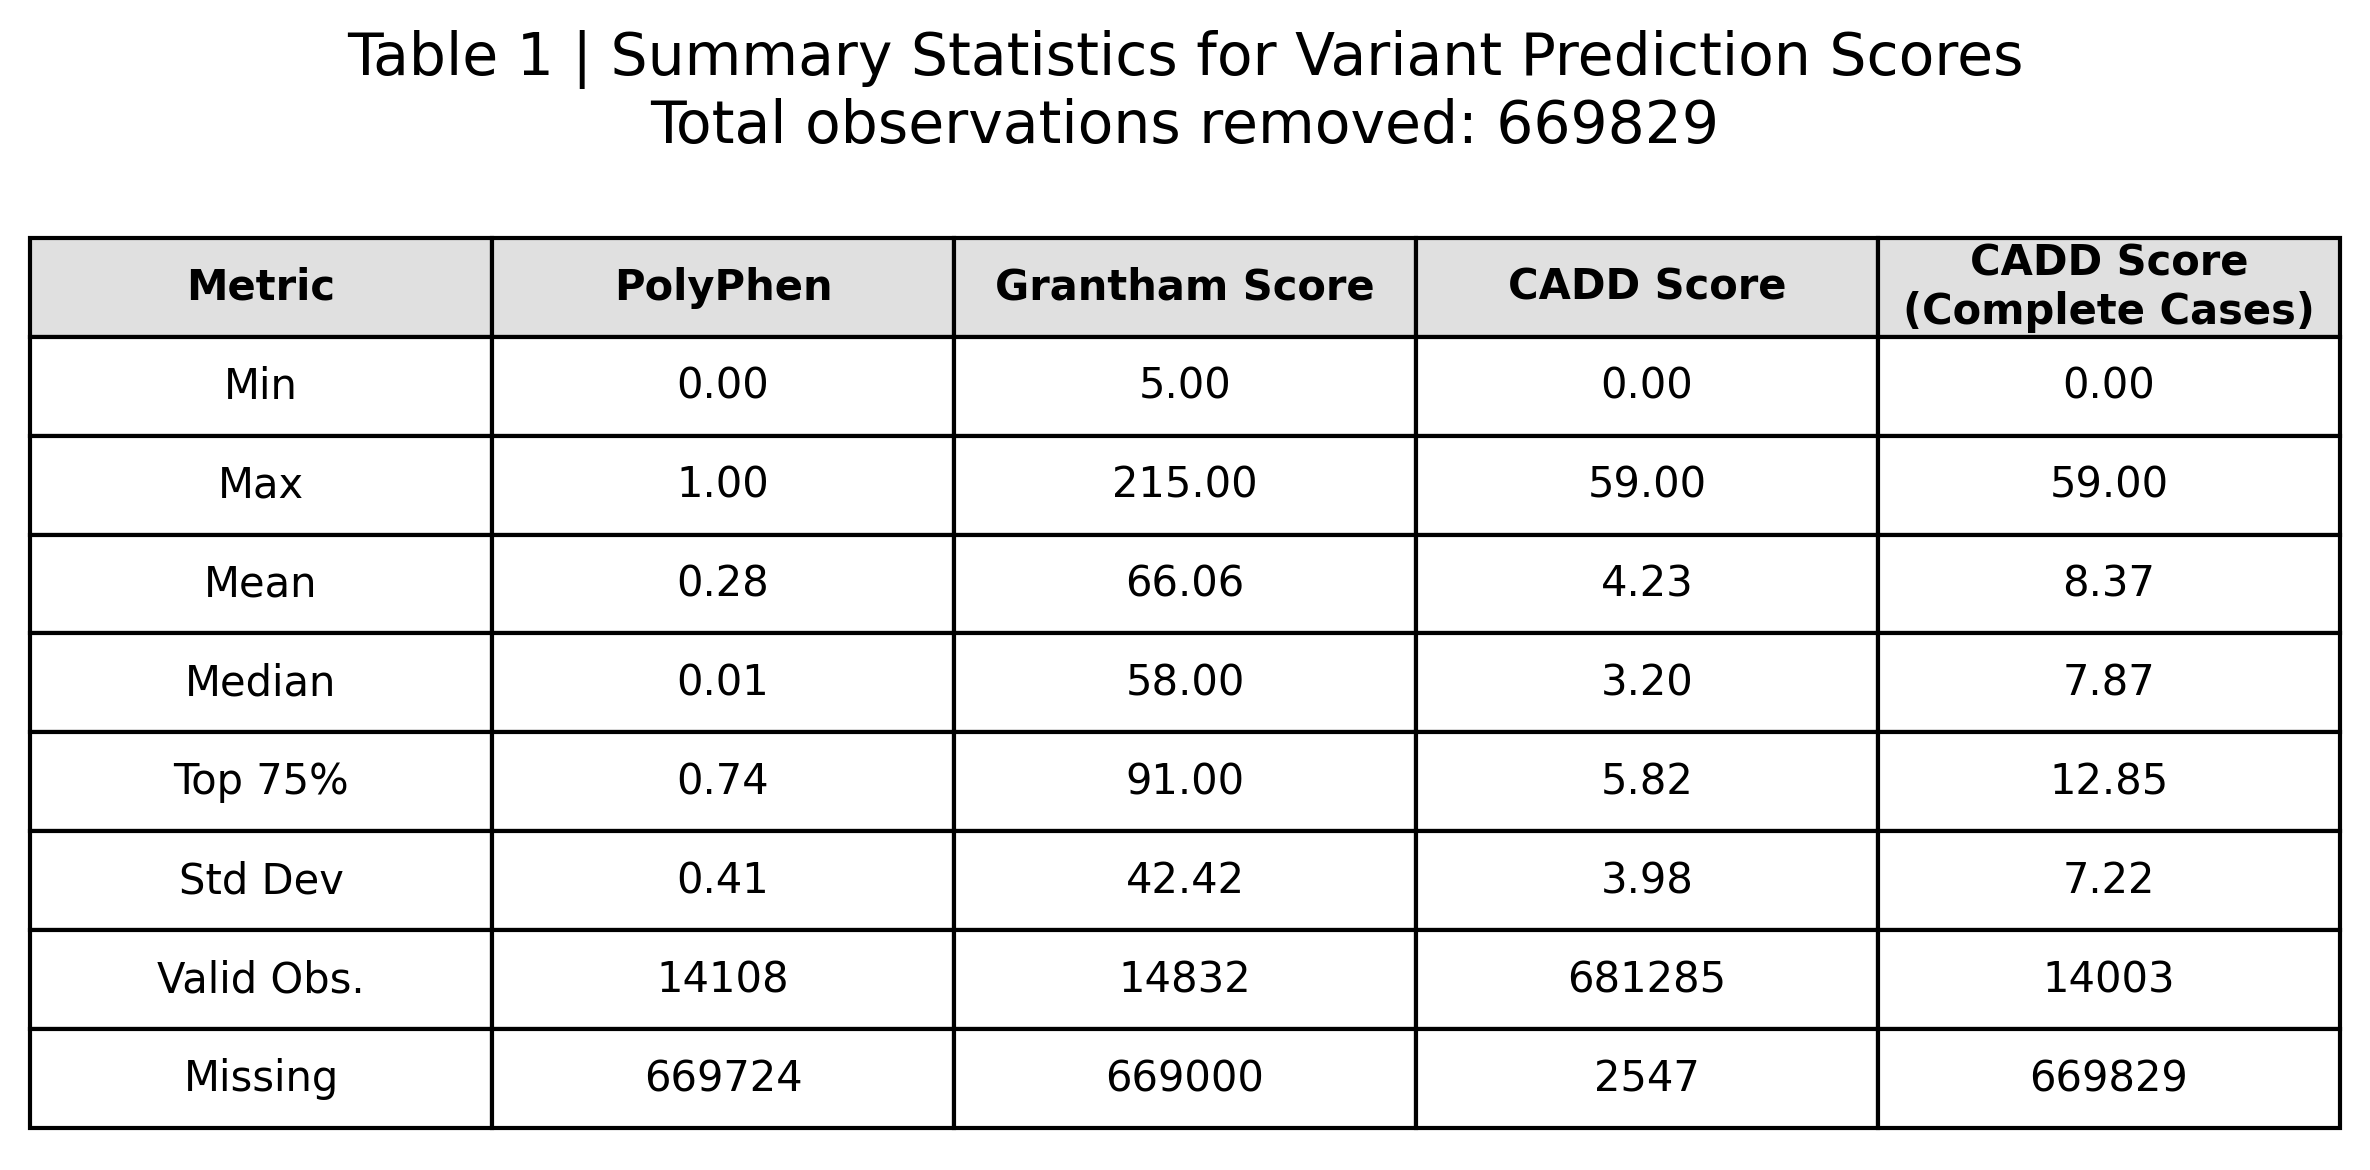 Table 1 | Summary Statistics for Variant Prediction Scores
Total observations removed: 669829
Metric PolyPhen Grantham Score CADD Score CADD Score
(Complete Cases)
Min 0.00 5.00 0.00 0.00
Max 1.00 215.00 59.00 59.00
Mean 0.28 66.06 4.23 8.37
Median 0.01 58.00 3.20 7.87
Top 75% 0.74 91.00 5.82 12.85
Std Dev 0.41 42.42 3.98 7.22
Valid Obs. 14108 14832 681285 14003
Missing 669724 669000 2547 669829